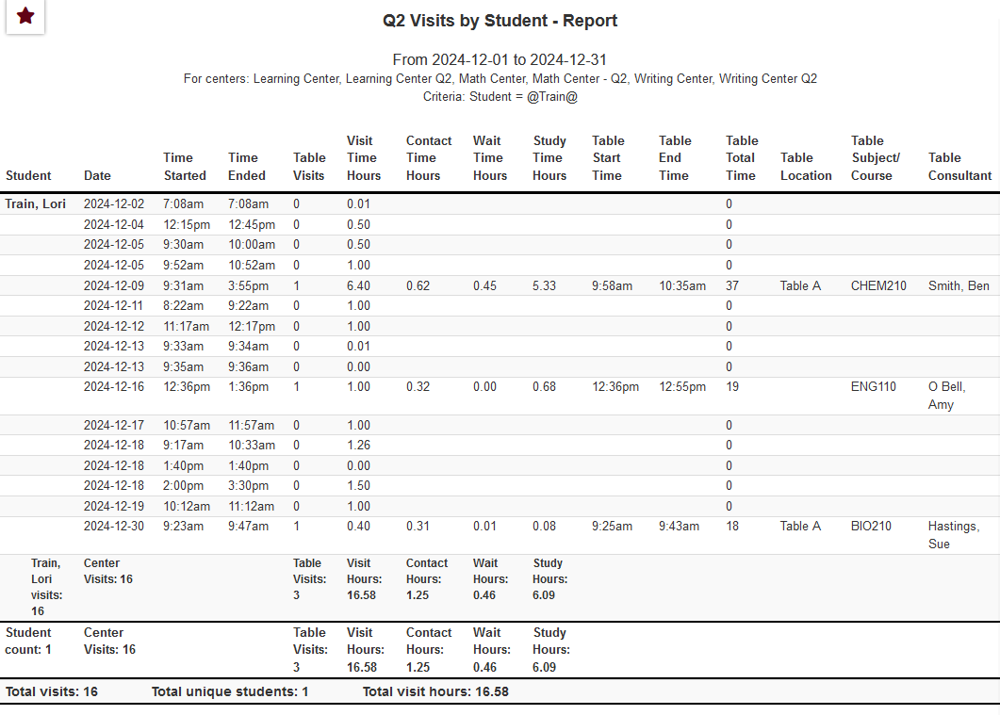 Q2 Visits by Student - Report
From 2024-12-01 to 2024-12-31
For centers: Learning Center, Learning Center Q2, Math Center, Math Center - Q2, Writing Center, Writing Center Q2
Criteria: Student = @Train@
Visit Contact Wait Study Table Table Table Table
Time Time Table Time Time Time Time Start End Total Table Subject/ Table
Student Date Started Ended Visits Hours Hours Hours Hours Time Time Time Location Course Consultant
Train, Lori 2024-12-02 7:08am 7:08am 0 0.01 0
2024-12-04 12:15pm 12:45pm 0 0.50 0
2024-12-05 9:30am 10:00am 0 0.50 0
2024-12-05 9:52am 10:52am 0 1.00 0
2024-12-09 9:31am 3:55pm 1 6.40 0.62 0.45 5.33 9:58am 10:35am 37 Table A CHEM210 Smith, Ben
2024-12-11 8:22am 9:22am 0 1.00 0
2024-12-12 11:17am 12:17pm 0 1.00 0
2024-12-13 9:33am 9:34am 0 0.01 0
2024-12-13 9:35am 9:36am 0 0.00 0
2024-12-16 12:36pm 1:36pm 1 1.00 0.32 0.00 0.68 12:36pm 12:55pm 19 ENG110 O Bell,
Amy
2024-12-17 10:57am 11:57am 0 1.00 0
2024-12-18 9:17am 10:33am 0 1.26 0
2024-12-18 1:40pm 1:40pm 0 0.00 0
2024-12-18 2:00pm 3:30pm 0 1.50 0
2024-12-19 10:12am 11:12am 0 1.00 0
2024-12-30 9:23am 9:47am 1 0.40 0.31 0.01 0.08 9:25am 9:43am 18 Table A BIO210 Hastings,
Sue
Train, Center Table Visit Contact Wait Study
Lori Visits: 16 Visits: Hours: Hours: Hours: Hours:
visits: 3 16.58 1.25 0.46 6.09
16
Student Center Table Visit Contact Wait Study
count: 1 Visits: 16 Visits: Hours: Hours: Hours: Hours:
3 16.58 1.25 0.46 6.09
Total visits: 16 Total unique students: 1 Total visit hours: 16.58